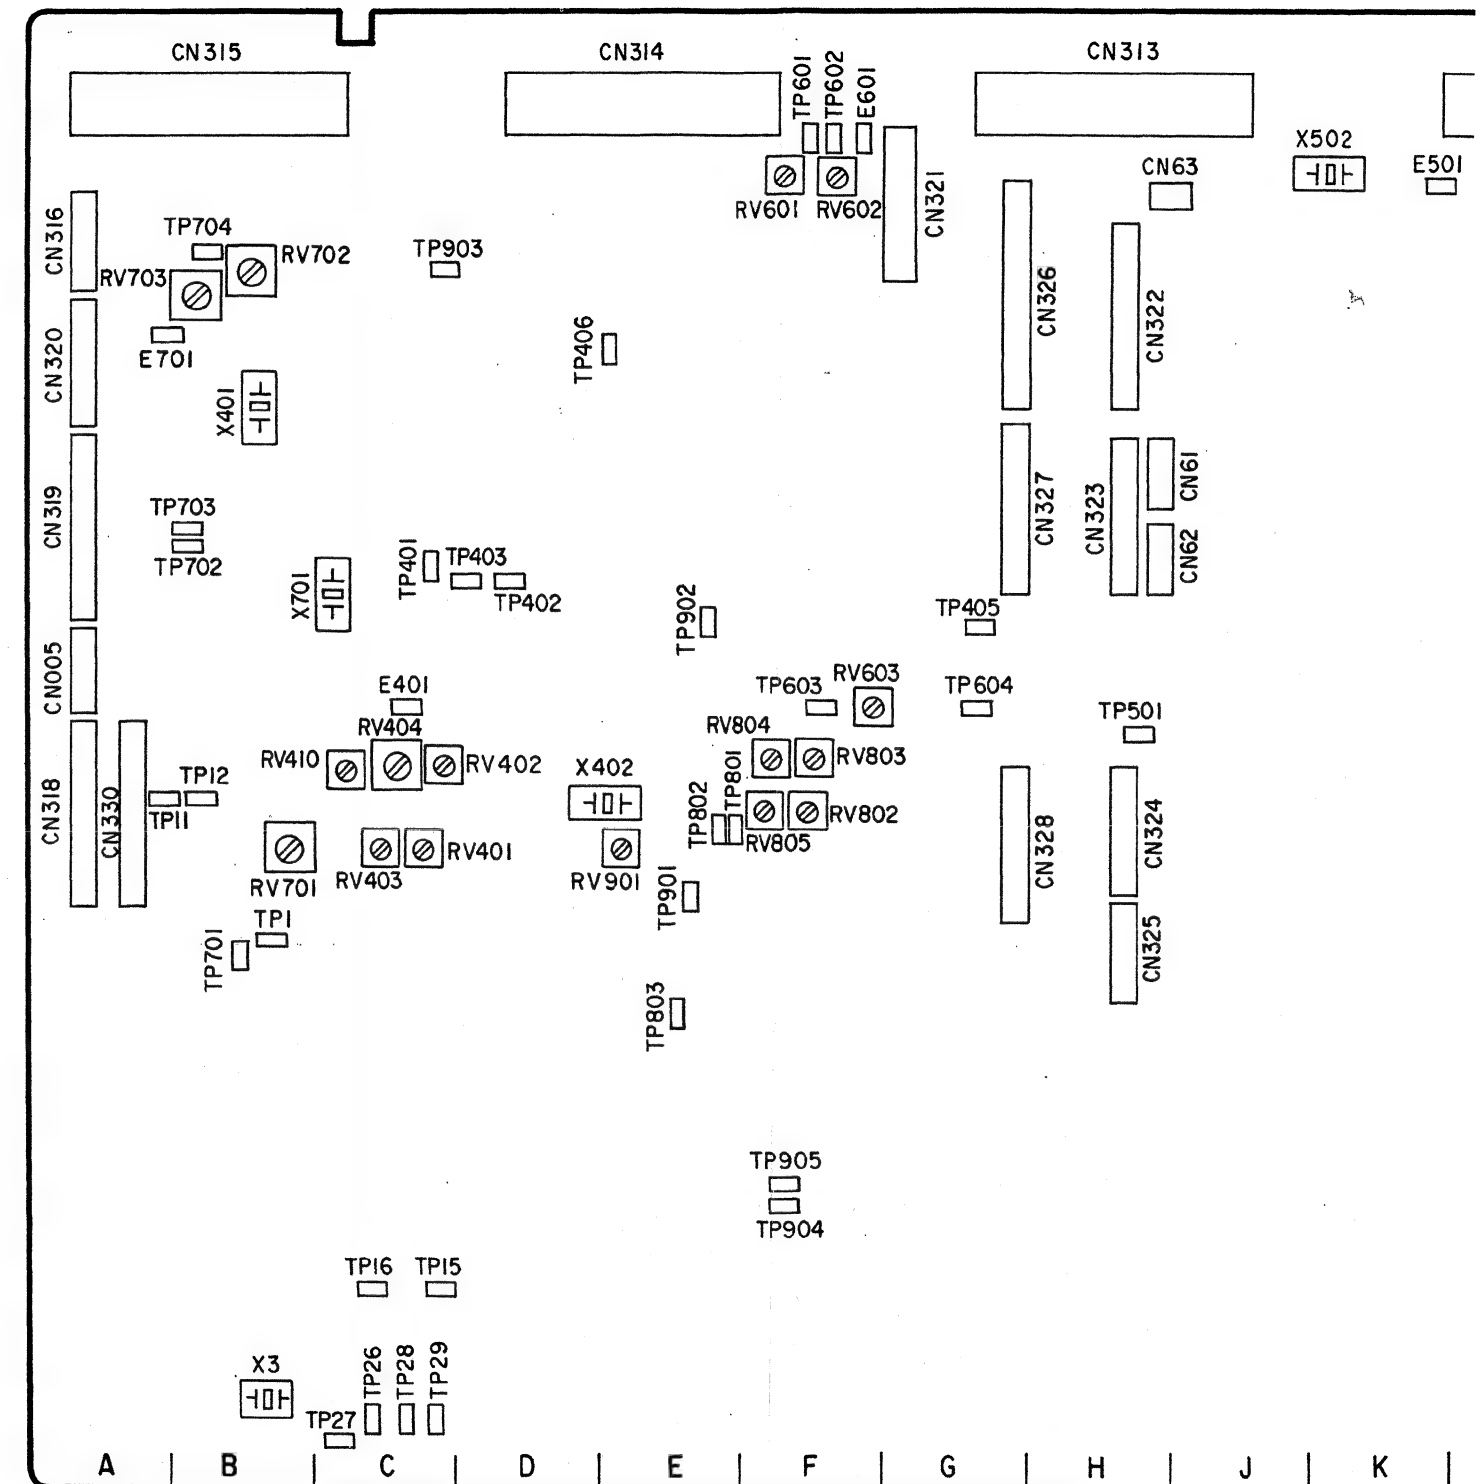 CN315
CN314
CN313
TP601
TP602
E601
X502
CN63
E501
CN321
RV601
RV602
CN316
TP704
RV702
TP903
RV703
CN326
CN322
E701
CN320
TP406
X401
CN319
TP703
TP702
CN327
CN323
CN61
CN62
X701
TP401
TP403
TP402
TP902
TP405
CN005
E401
TP603
RV603
TP604
RV404
RV804
TP501
RV410
RV402
X402
TP801
RV803
CN318
CN330
TP12
TP11
TP802
RV802
RV805
CN328
CN324
RV701
RV403
RV401
RV901
TP901
TP1
TP701
CN325
TP803
TP905
TP904
TP16
TP15
X3
TP26
TP28
TP29
TP27
A B C D E F G H J K